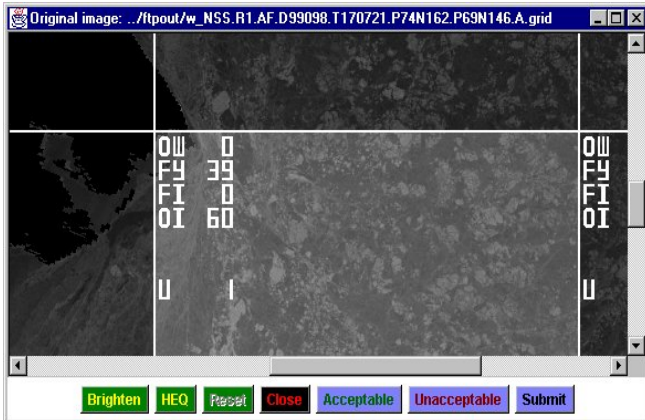 Original image: ../ftpout/w_NSS.R1.AF.D99098.T170721.P74N162.P69N146.A.grid
OW 0 OW
FY 39 FY
FI 0 FI
OI 60 OI
U 1 U
Brighten HEQ Reset Close Acceptable Unacceptable Submit